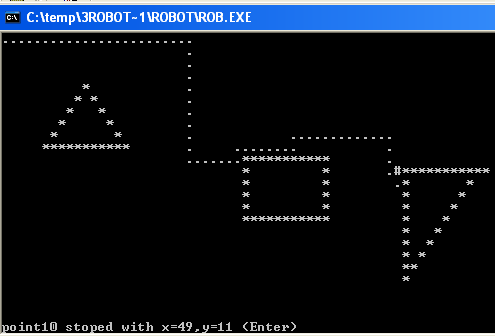 C:\temp\3ROBOT~1\ROBOT\ROB.EXE
point10 stoped with x=49,y=11 (Enter)